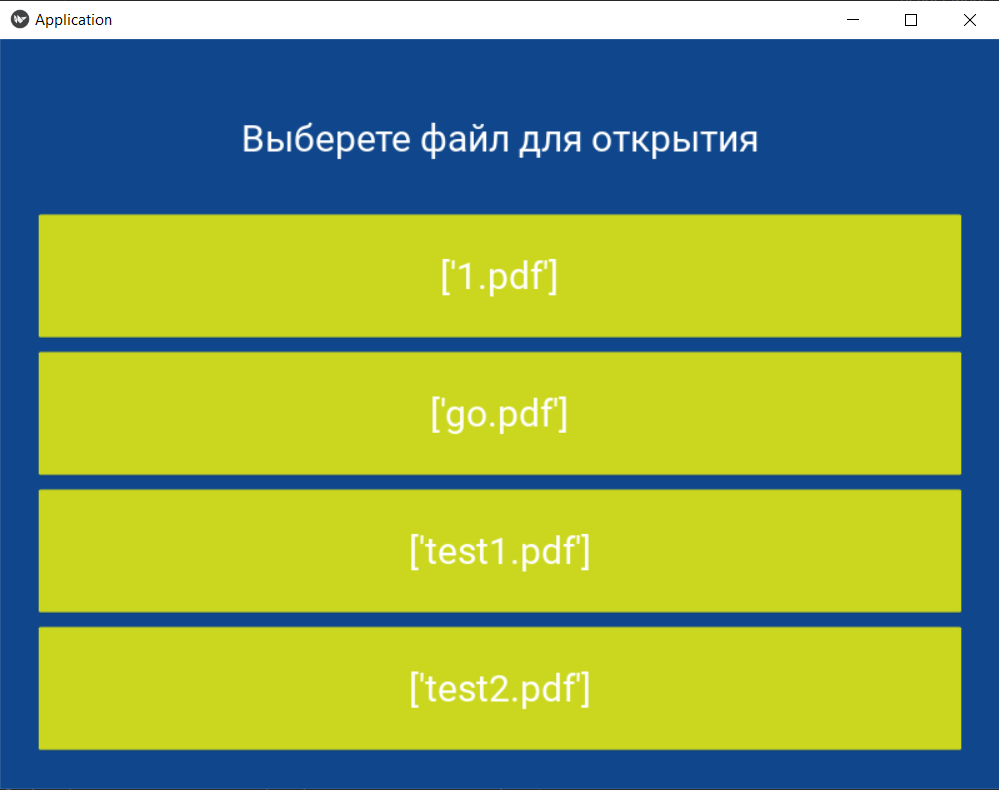 Application
Выберете файл для открытия
['1.pdf']
['go.pdf']
['test1.pdf']
['test2.pdf']